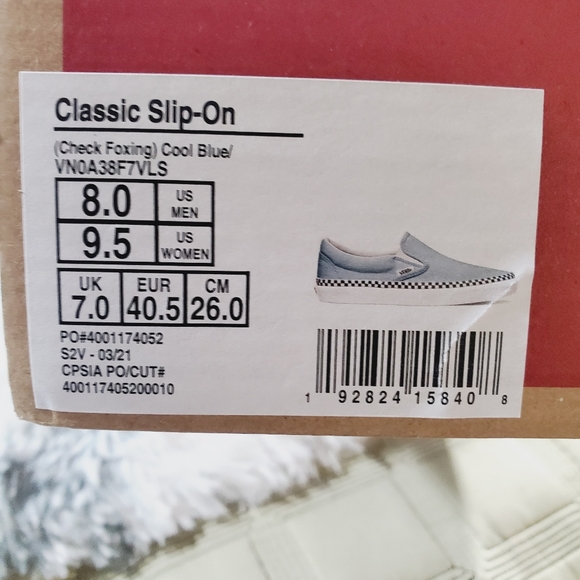 Classic Slip-On
(Check Foxing) Cool Blue/
VN0A38F7VLS
8.0 US MEN
9.5 US WOMEN
UK EUR CM
7.0 40.5 26.0
PO#4001174052
S2V - 03/21
CPSIA PO/CUT#
400117405200010
VANS
1 92824 15840 8